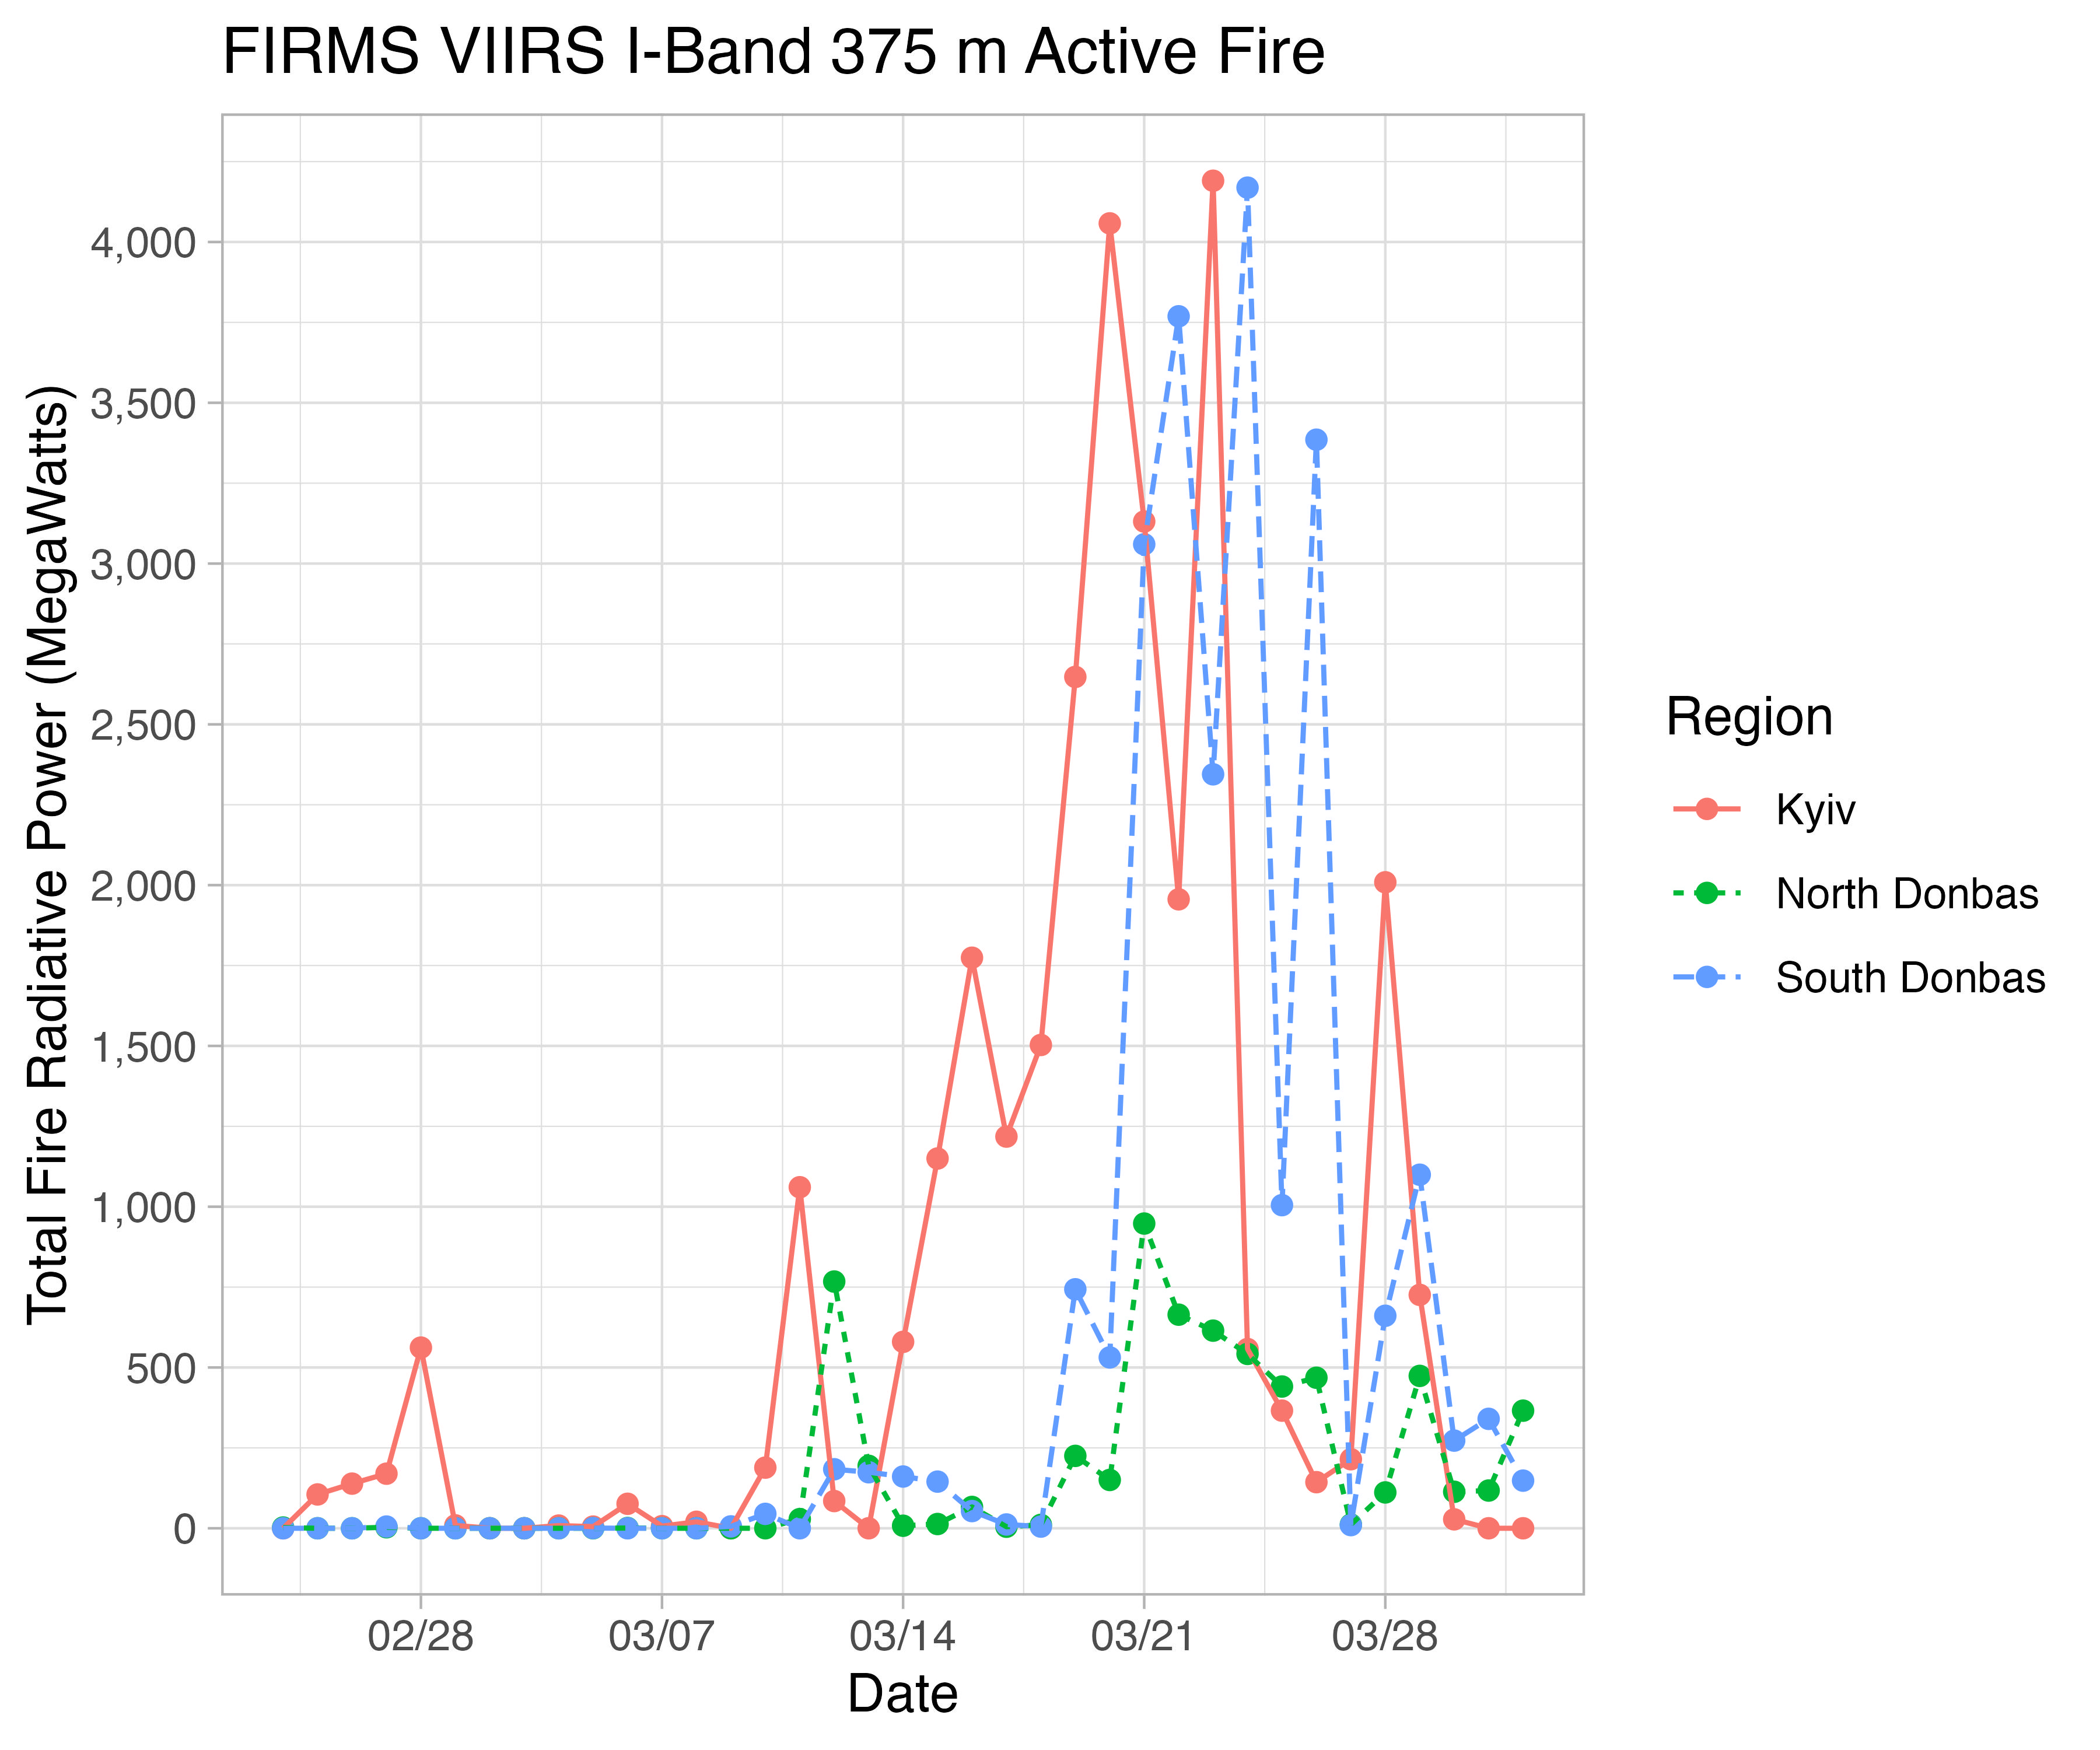 FIRMS VIIRS I-Band 375 m Active Fire
Total Fire Radiative Power (MegaWatts)
4,000
3,500
3,000
2,500
2,000
1,500
1,000
500
0
02/28 03/07 03/14 03/21 03/28
Date
Region
Kyiv
North Donbas
South Donbas